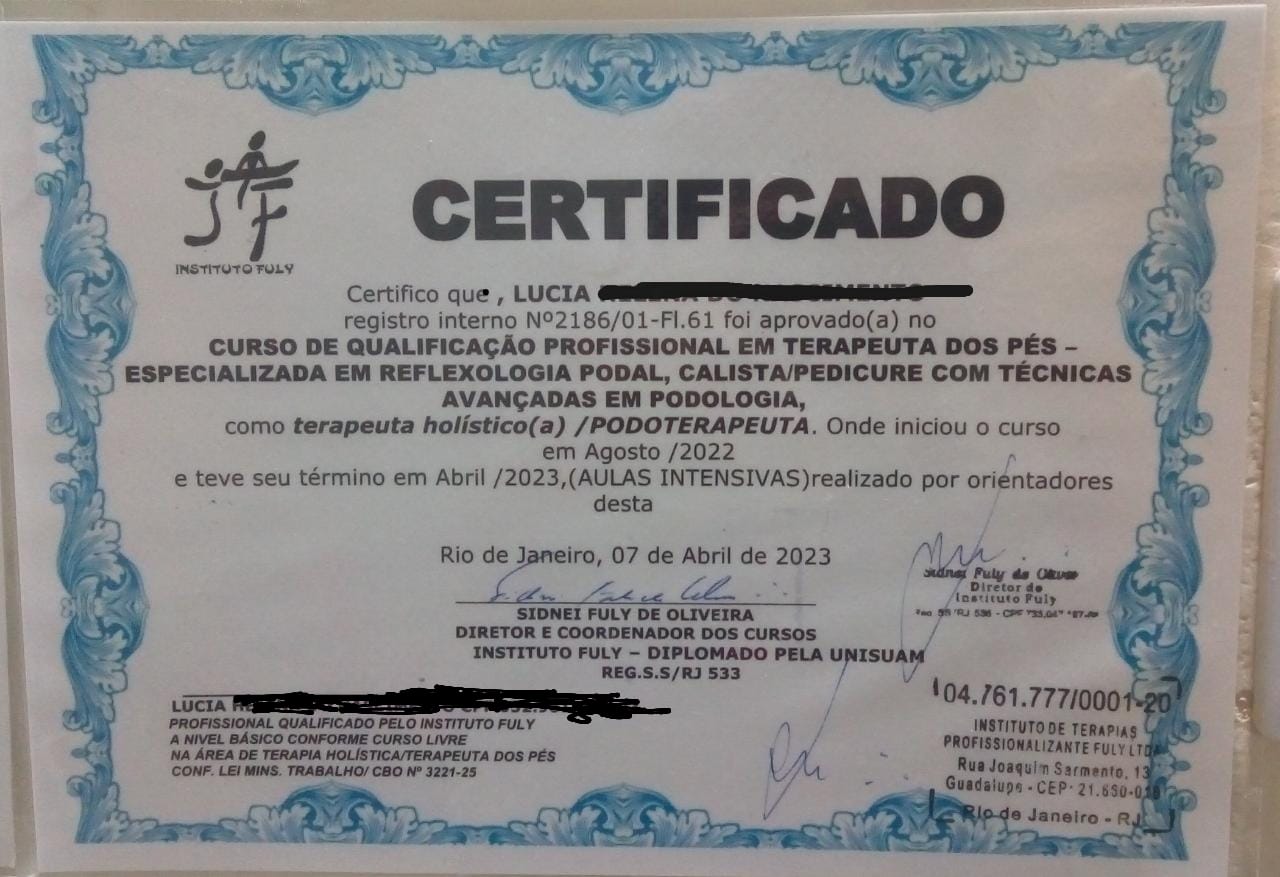 INSTITUTO FULY
CERTIFICADO
Certifico que , LUCIA
registro interno Nº2186/01-Fl.61 foi aprovado(a) no
CURSO DE QUALIFICAÇÃO PROFISSIONAL EM TERAPEUTA DOS PÉS –
ESPECIALIZADA EM REFLEXOLOGIA PODAL, CALISTA/PEDICURE COM TÉCNICAS
AVANÇADAS EM PODOLOGIA,
como terapeuta holístico(a) /PODOTERAPEUTA. Onde iniciou o curso
em Agosto /2022
e teve seu término em Abril /2023,(AULAS INTENSIVAS)realizado por orientadores
desta
Rio de Janeiro, 07 de Abril de 2023
Sidnei Fuly de
Diretor do
Instituto Fuly
SIDNEI FULY DE OLIVEIRA
DIRETOR E COORDENADOR DOS CURSOS
INSTITUTO FULY – DIPLOMADO PELA UNISUAM
REG.S.S/RJ 533
LUCIA
PROFISSIONAL QUALIFICADO PELO INSTITUTO FULY
A NIVEL BÁSICO CONFORME CURSO LIVRE
NA ÁREA DE TERAPIA HOLÍSTICA/TERAPEUTA DOS PÉS
CONF. LEI MINS. TRABALHO/ CBO Nº 3221-25
04.761.777/0001-20
INSTITUTO DE TERAPIAS
PROFISSIONALIZANTE FULY LTDA
Rua Joaquim Sarmento, 13
Guadalupe - CEP:
Rio de Janeiro - RJ